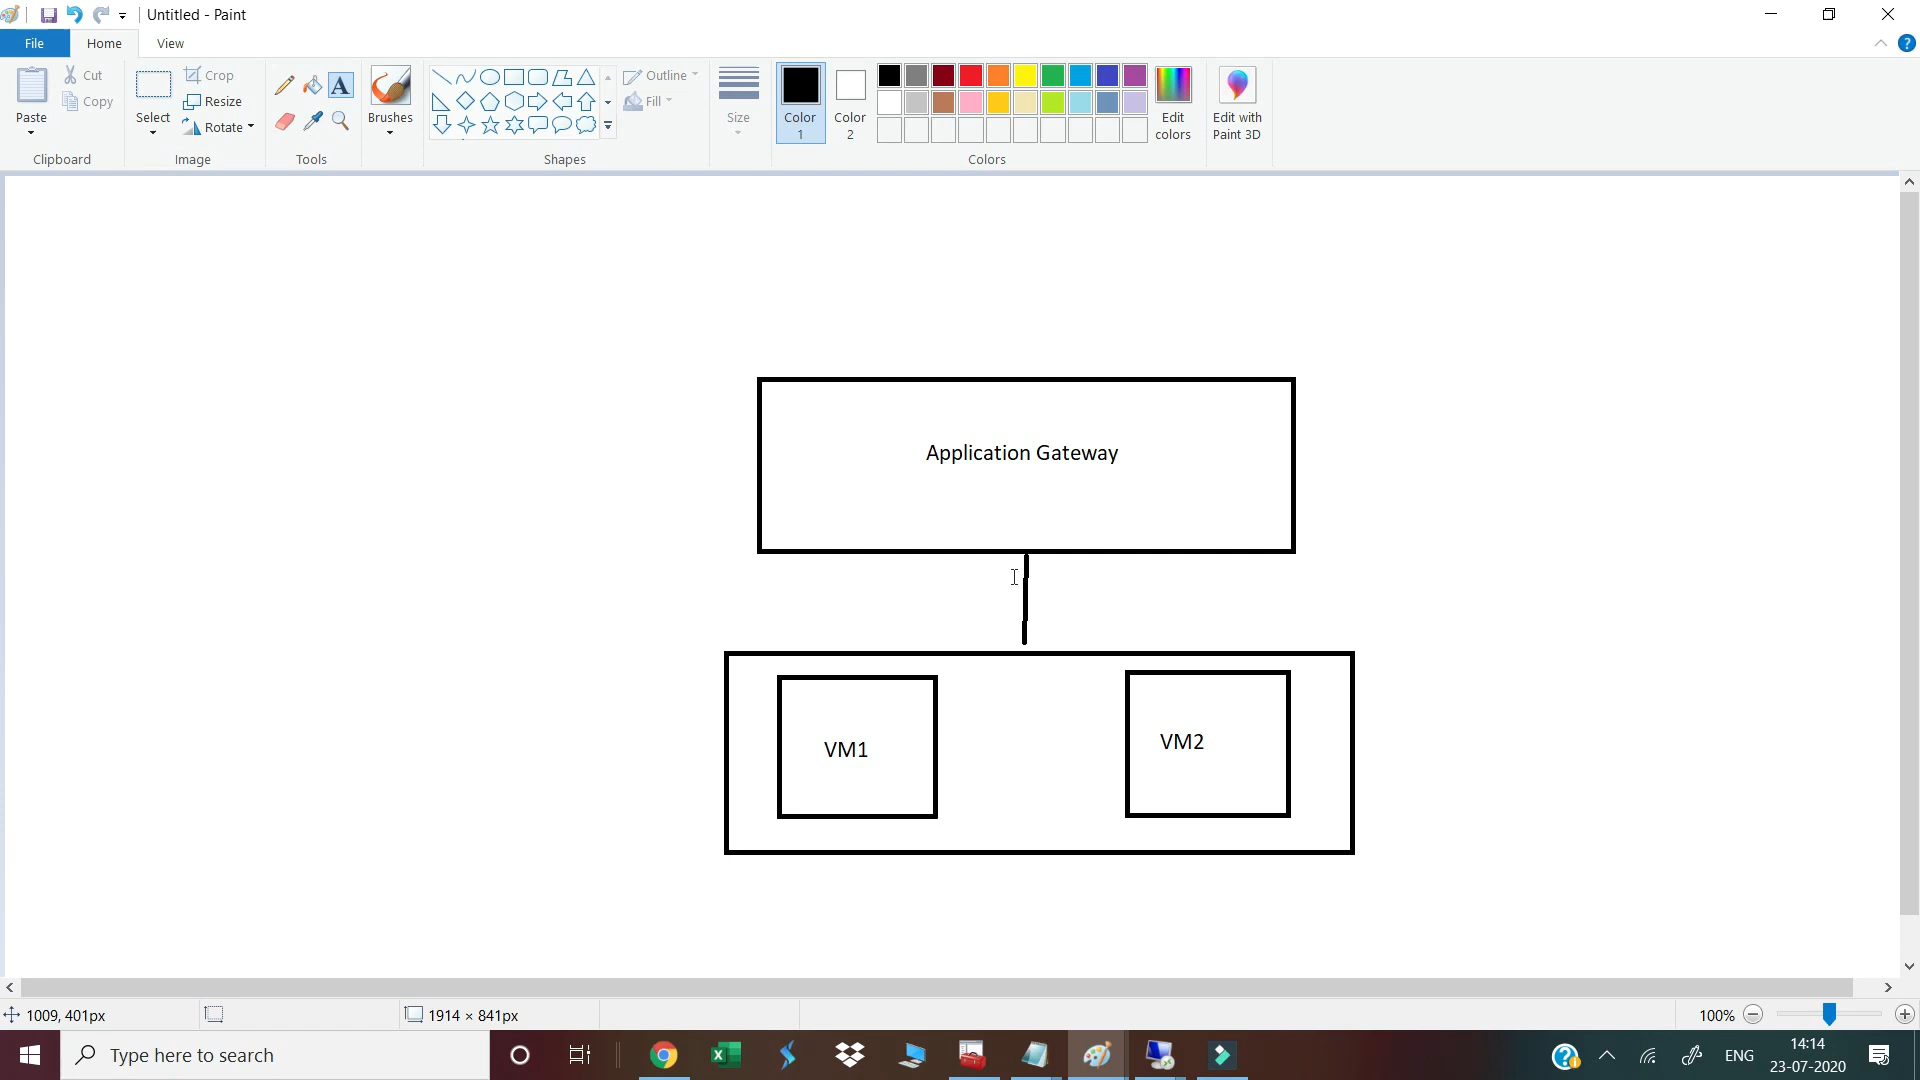 Untitled - Paint
File Home View
Paste
Cut
Copy
Clipboard
Select
Crop
Resize
Rotate
Image
A
Tools
Brushes
Outline
Fill
Shapes
Size
Color 1
Color 2
Edit colors
Colors
Edit with Paint 3D
Application Gateway
VM1
VM2
1009, 401px
1914 × 841px
100%
Type here to search
ENG
14:14
23-07-2020